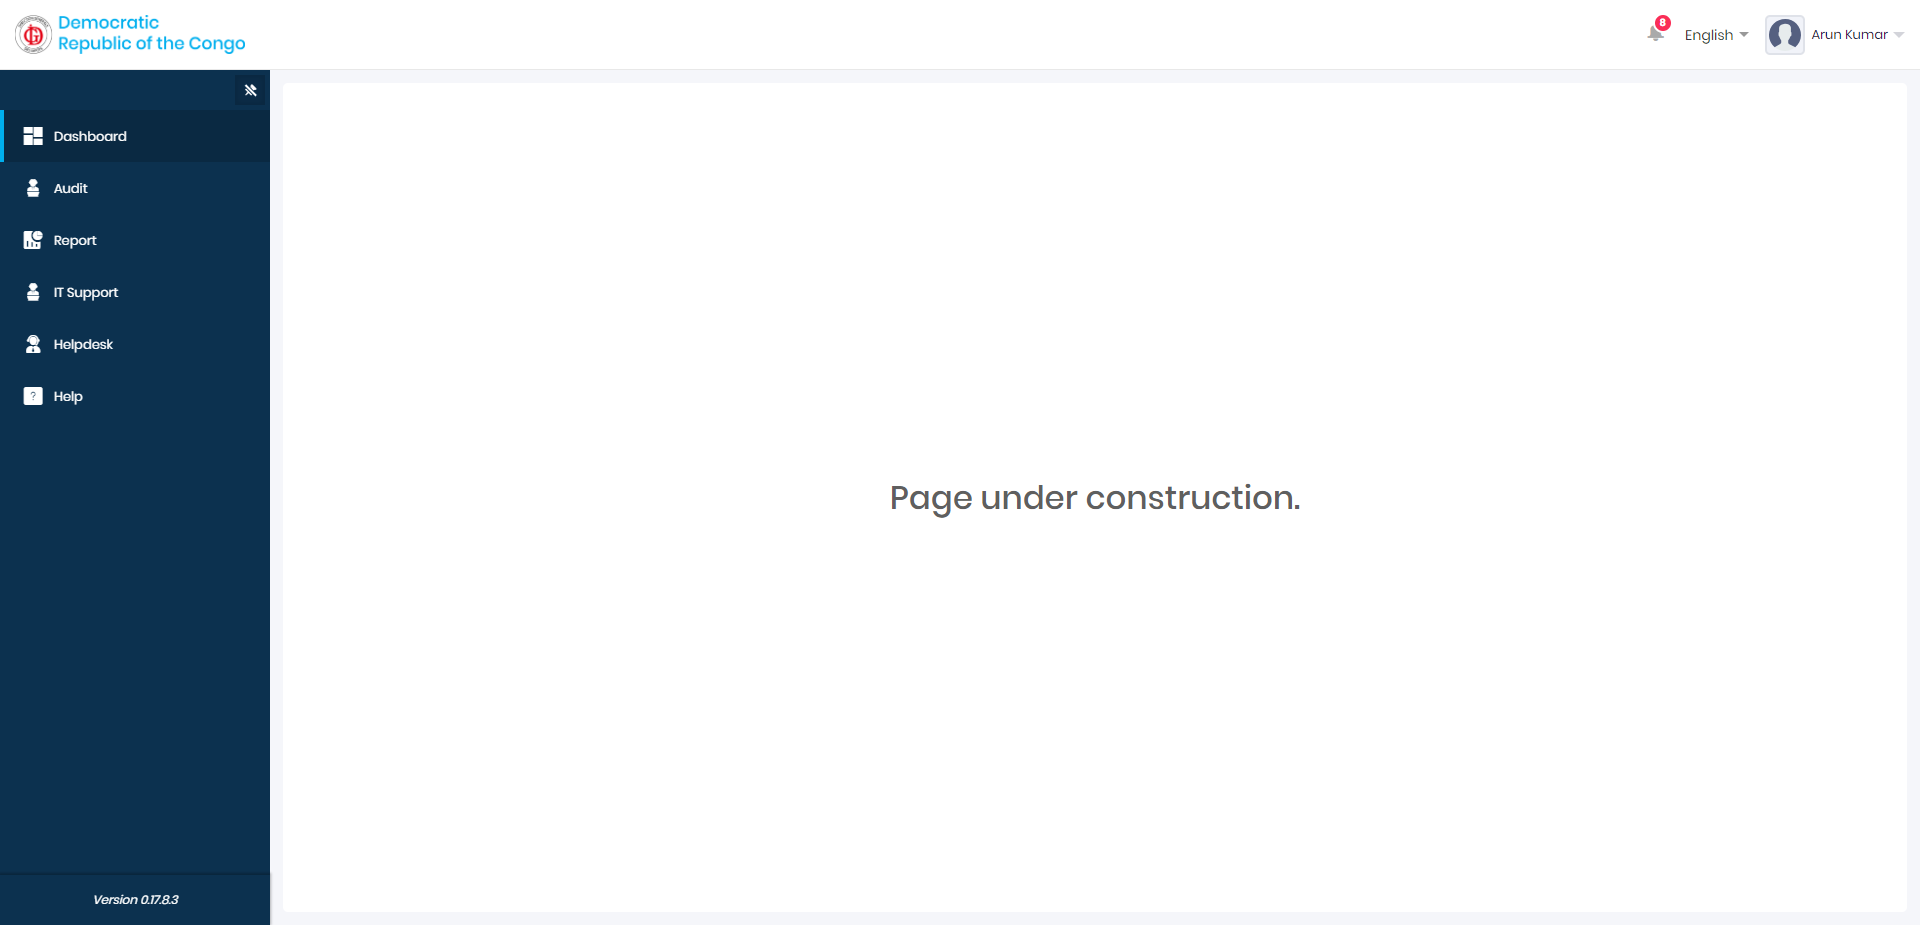 Democratic
Republic of the Congo
8
English
Arun Kumar
Dashboard
Audit
Report
IT Support
Helpdesk
? Help
Page under construction.
Version 0.17.8.3